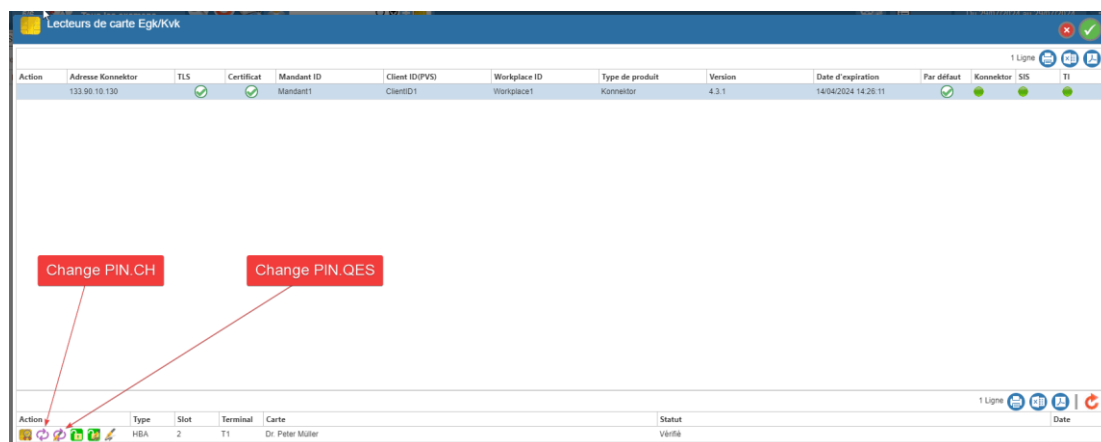 Lecteurs de carte Egk/Kvk
1 Ligne
Action Adresse Konnektor TLS Certificat Mandant ID Client ID(PVS) Workplace ID Type de produit Version Date d'expiration Par défaut Konnektor SIS TI
133.90.10.130 Mandant1 ClientID1 Workplace1 Konnektor 4.3.1 14/04/2024 14:26:11
Change PIN.CH Change PIN.QES
1 Ligne
Action Type Slot Terminal Carte Statut Date
HBA 2 T1 Dr. Peter Müller Vérifié